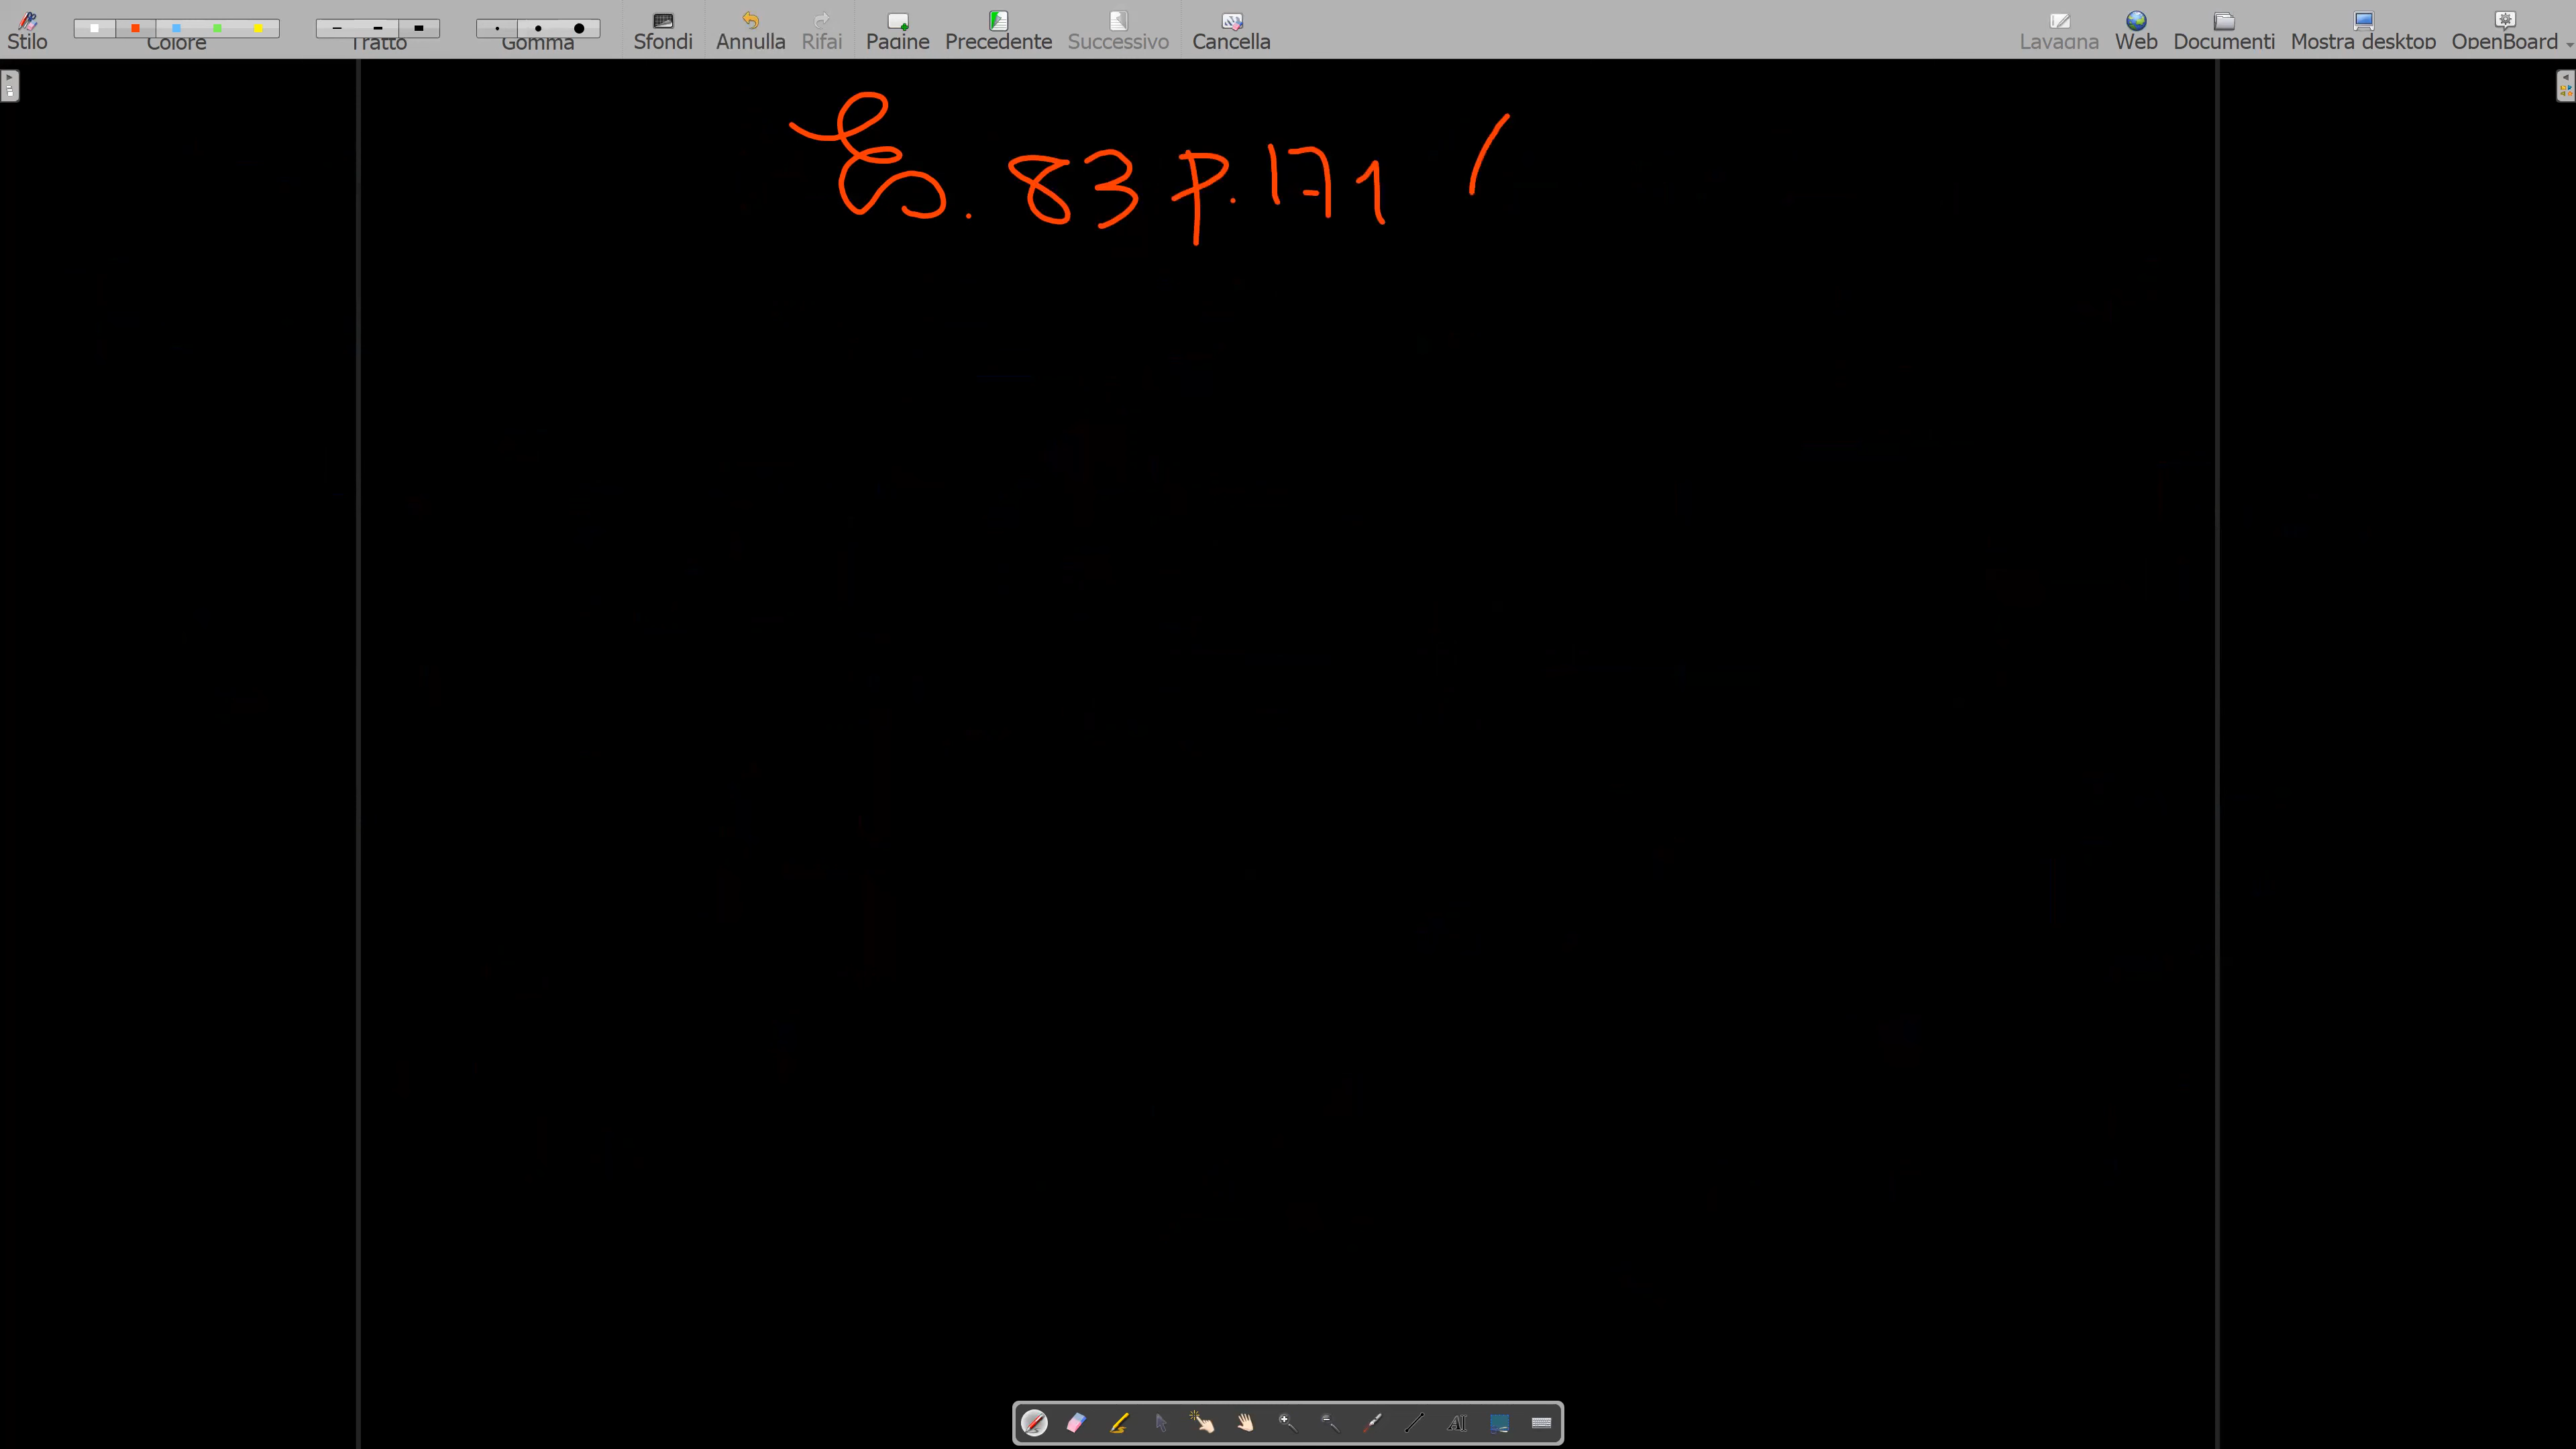 Stilo Colore Tratto Gomma Sfondi Annulla Rifai Pagine Precedente Successivo Cancella Lavagna Web Documenti Mostra desktop OpenBoard
Es. 83 p. 171 (
AI